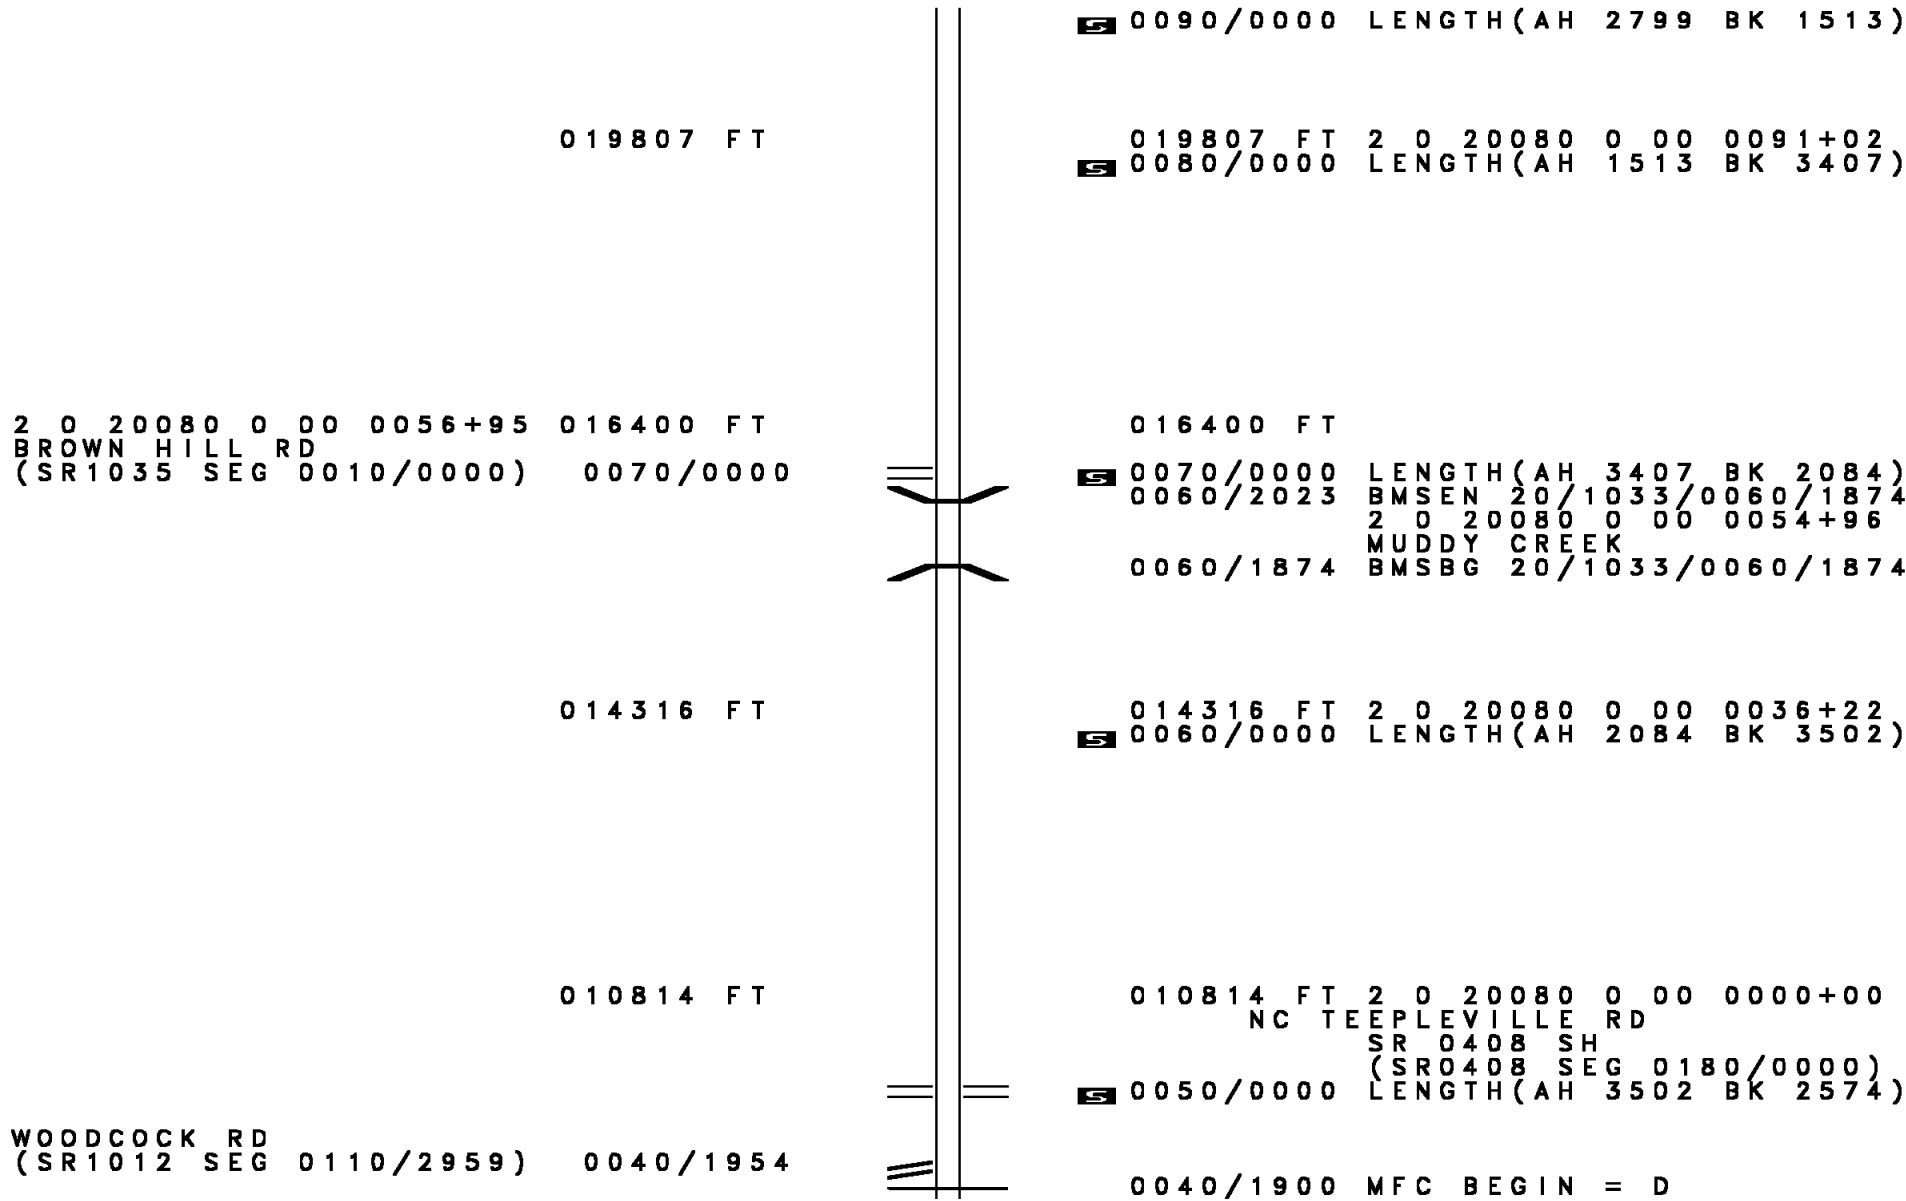 S 0090/0000 LENGTH(AH 2799 BK 1513)
019807 FT 019807 FT 2 0 20080 0 00 0091+02
S 0080/0000 LENGTH(AH 1513 BK 3407)
2 0 20080 0 00 0056+95 016400 FT 016400 FT
BROWN HILL RD
(SR1035 SEG 0010/0000) 0070/0000 S 0070/0000 LENGTH(AH 3407 BK 2084)
0060/2023 BMSEN 20/1033/0060/1874
2 0 20080 0 00 0054+96
MUDDY CREEK
0060/1874 BMSBG 20/1033/0060/1874
014316 FT 014316 FT 2 0 20080 0 00 0036+22
S 0060/0000 LENGTH(AH 2084 BK 3502)
010814 FT 010814 FT 2 0 20080 0 00 0000+00
NC TEEPLEVILLE RD
SR 0408 SH
(SR0408 SEG 0180/0000)
S 0050/0000 LENGTH(AH 3502 BK 2574)
WOODCOCK RD
(SR1012 SEG 0110/2959) 0040/1954
0040/1900 MFC BEGIN = D